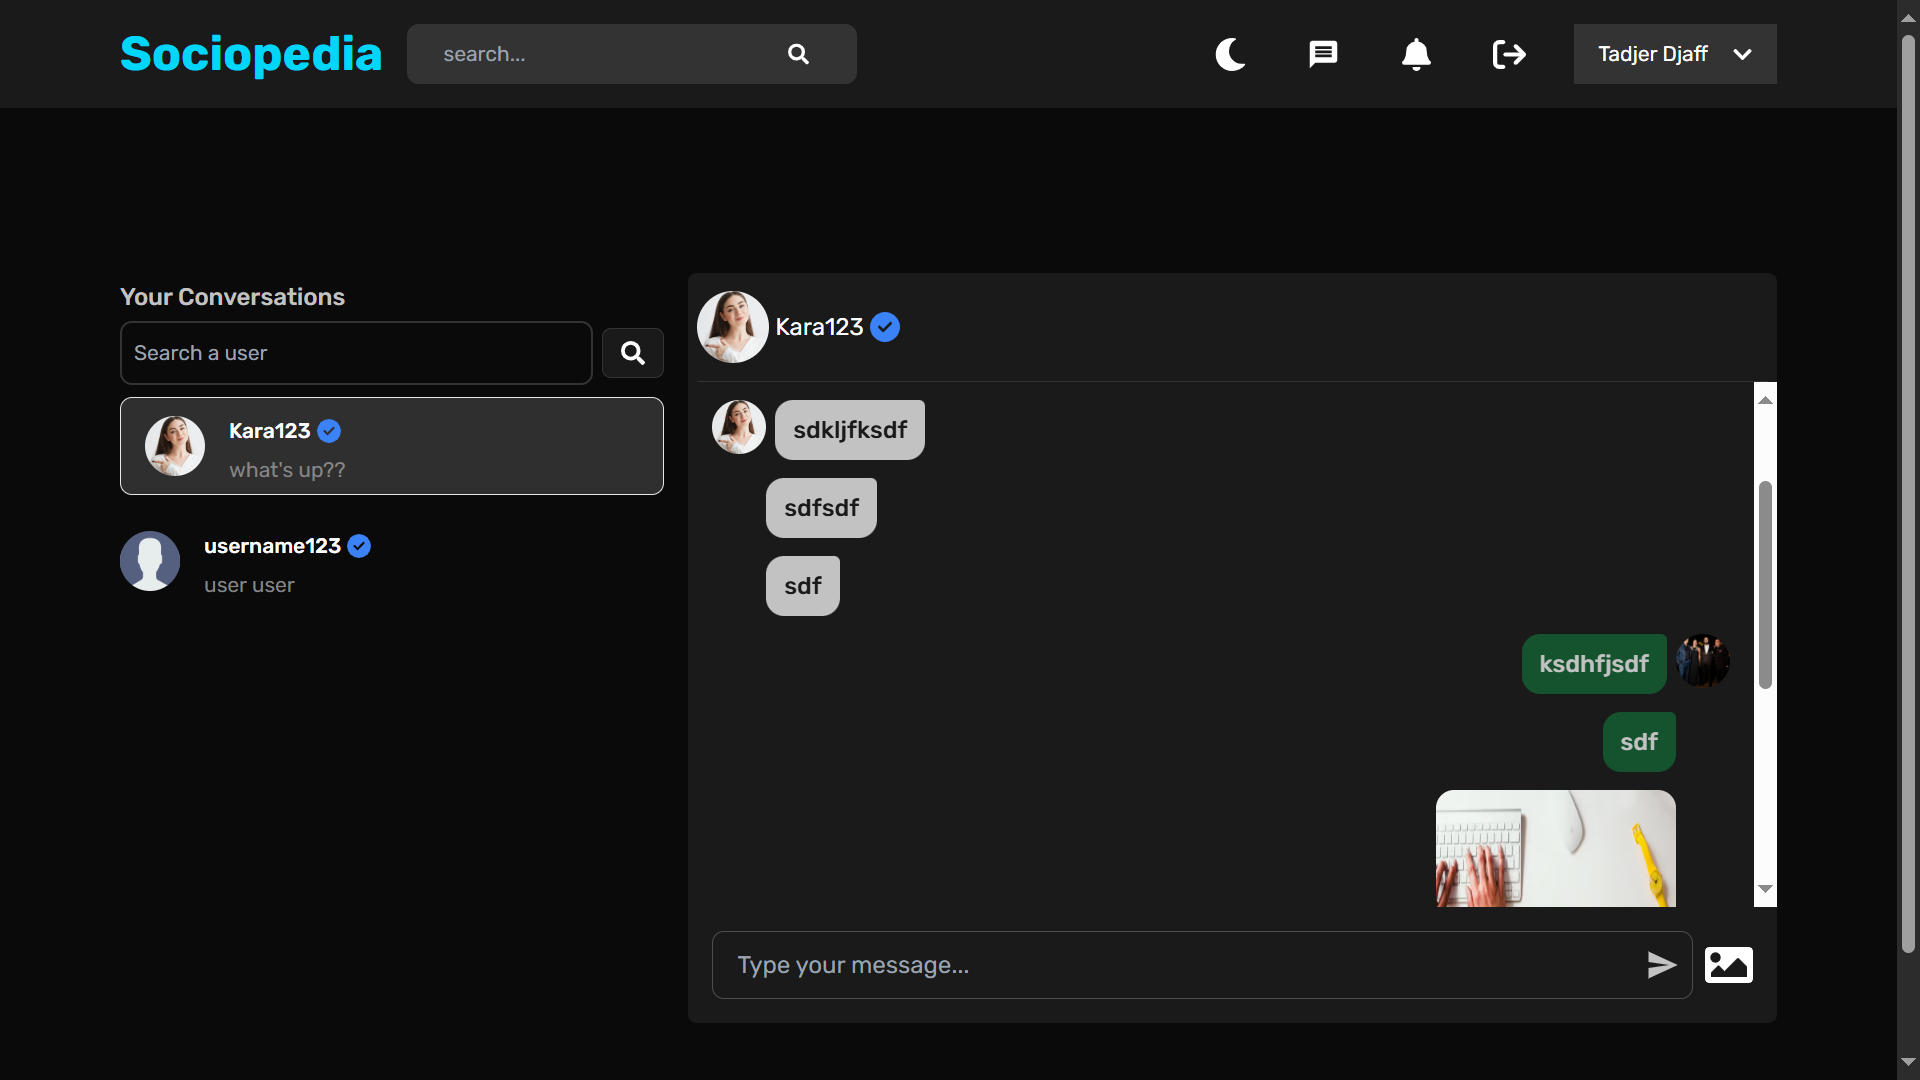 Sociopedia
search...
Tadjer Djaff
Your Conversations
Search a user
Kara123
what's up??
username123
user user
Kara123
sdkljfksdf
sdfsdf
sdf
ksdhfjsdf
sdf
Type your message...